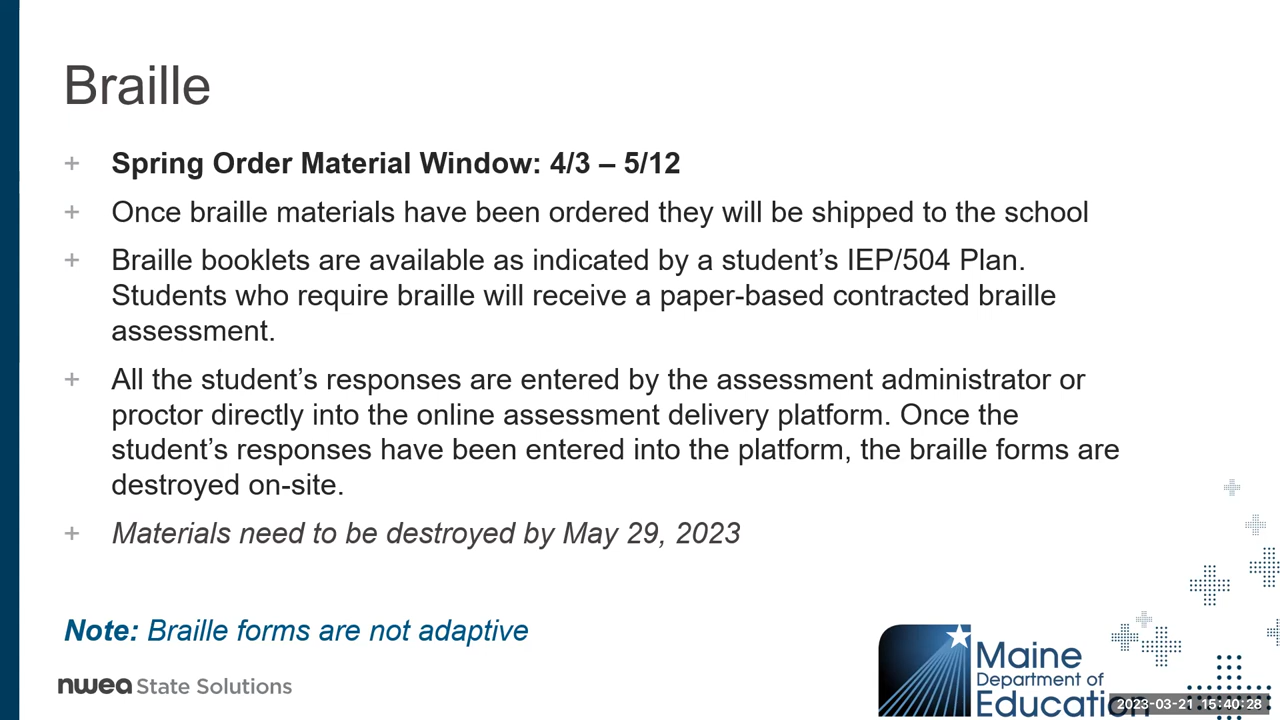 Braille
+ Spring Order Material Window: 4/3 – 5/12
+ Once braille materials have been ordered they will be shipped to the school
+ Braille booklets are available as indicated by a student’s IEP/504 Plan.
Students who require braille will receive a paper-based contracted braille
assessment.
+ All the student’s responses are entered by the assessment administrator or
proctor directly into the online assessment delivery platform. Once the
student’s responses have been entered into the platform, the braille forms are
destroyed on-site.
+ Materials need to be destroyed by May 29, 2023
Note: Braille forms are not adaptive
nwea State Solutions
Maine
Department of
Education
2023-03-21 15:40:28